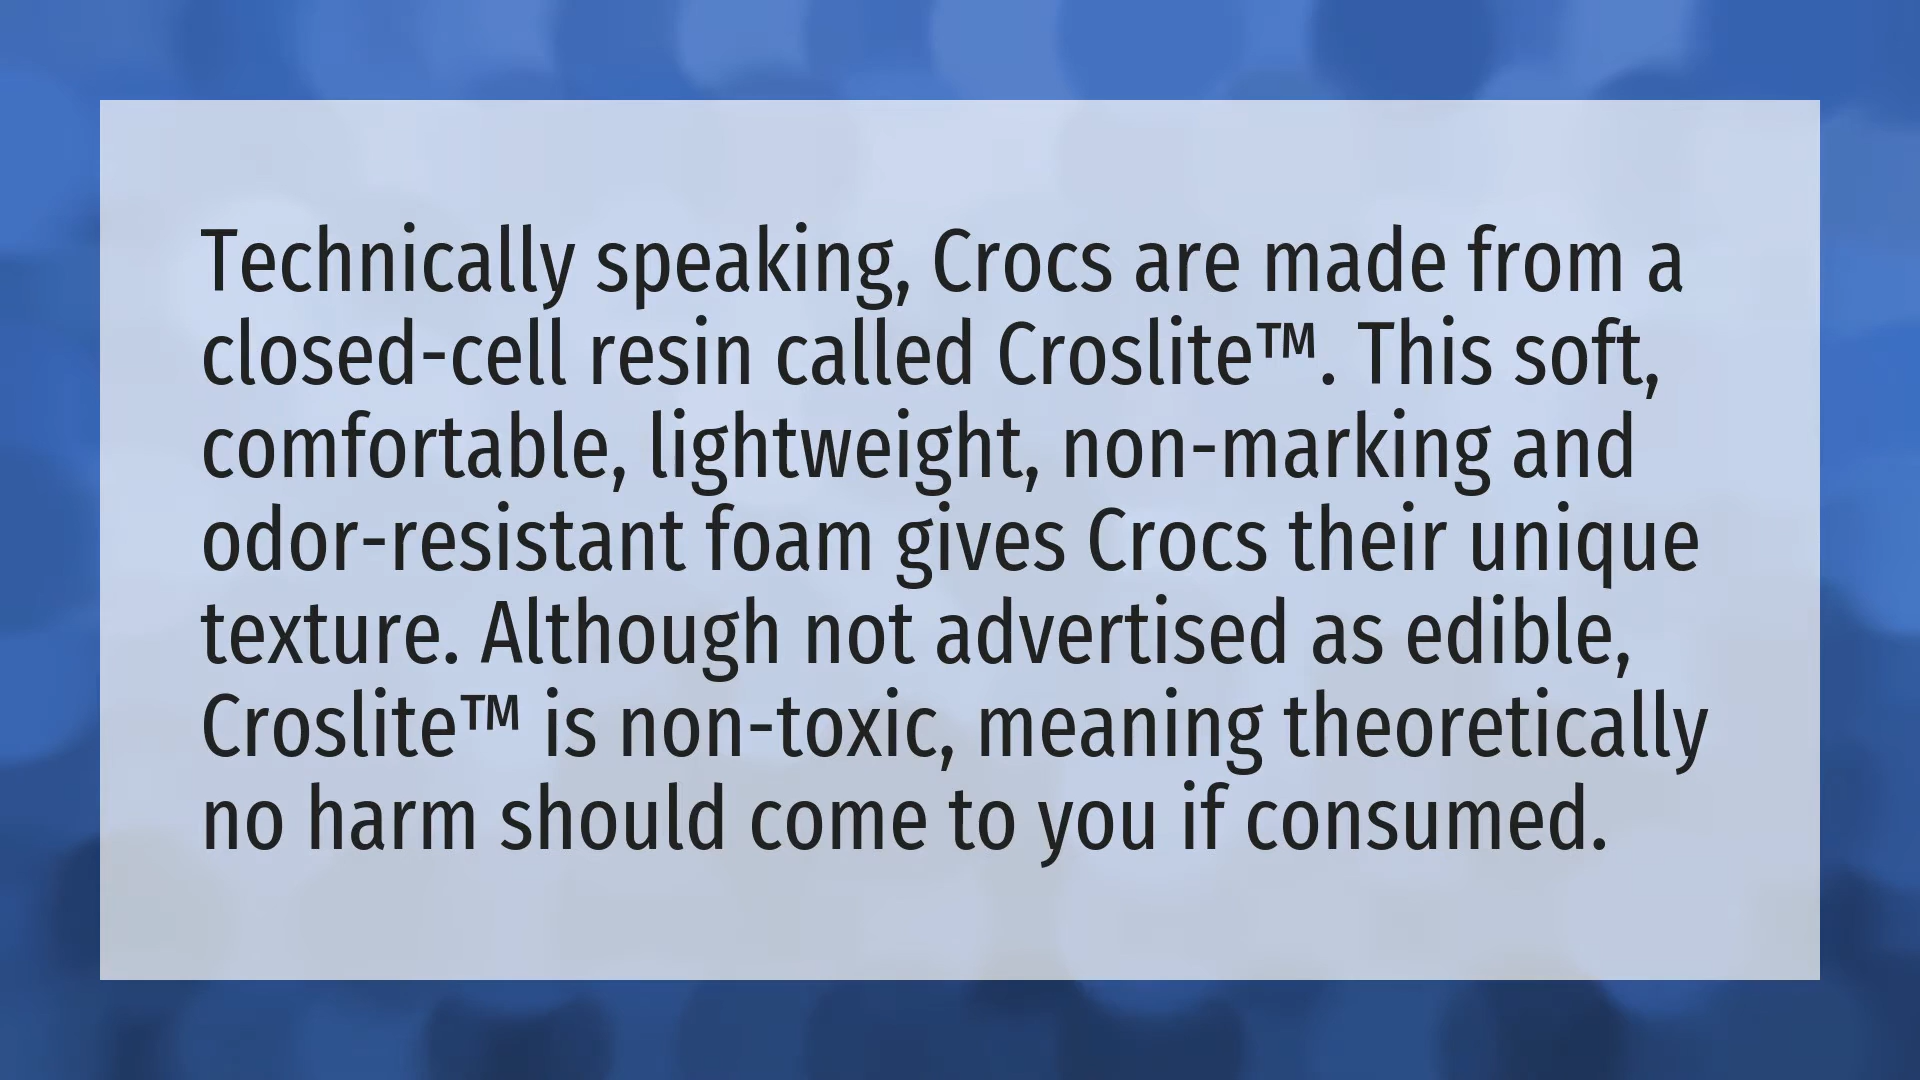 Technically speaking, Crocs are made from a
closed-cell resin called Croslite™. This soft,
comfortable, lightweight, non-marking and
odor-resistant foam gives Crocs their unique
texture. Although not advertised as edible,
Croslite™ is non-toxic, meaning theoretically
no harm should come to you if consumed.